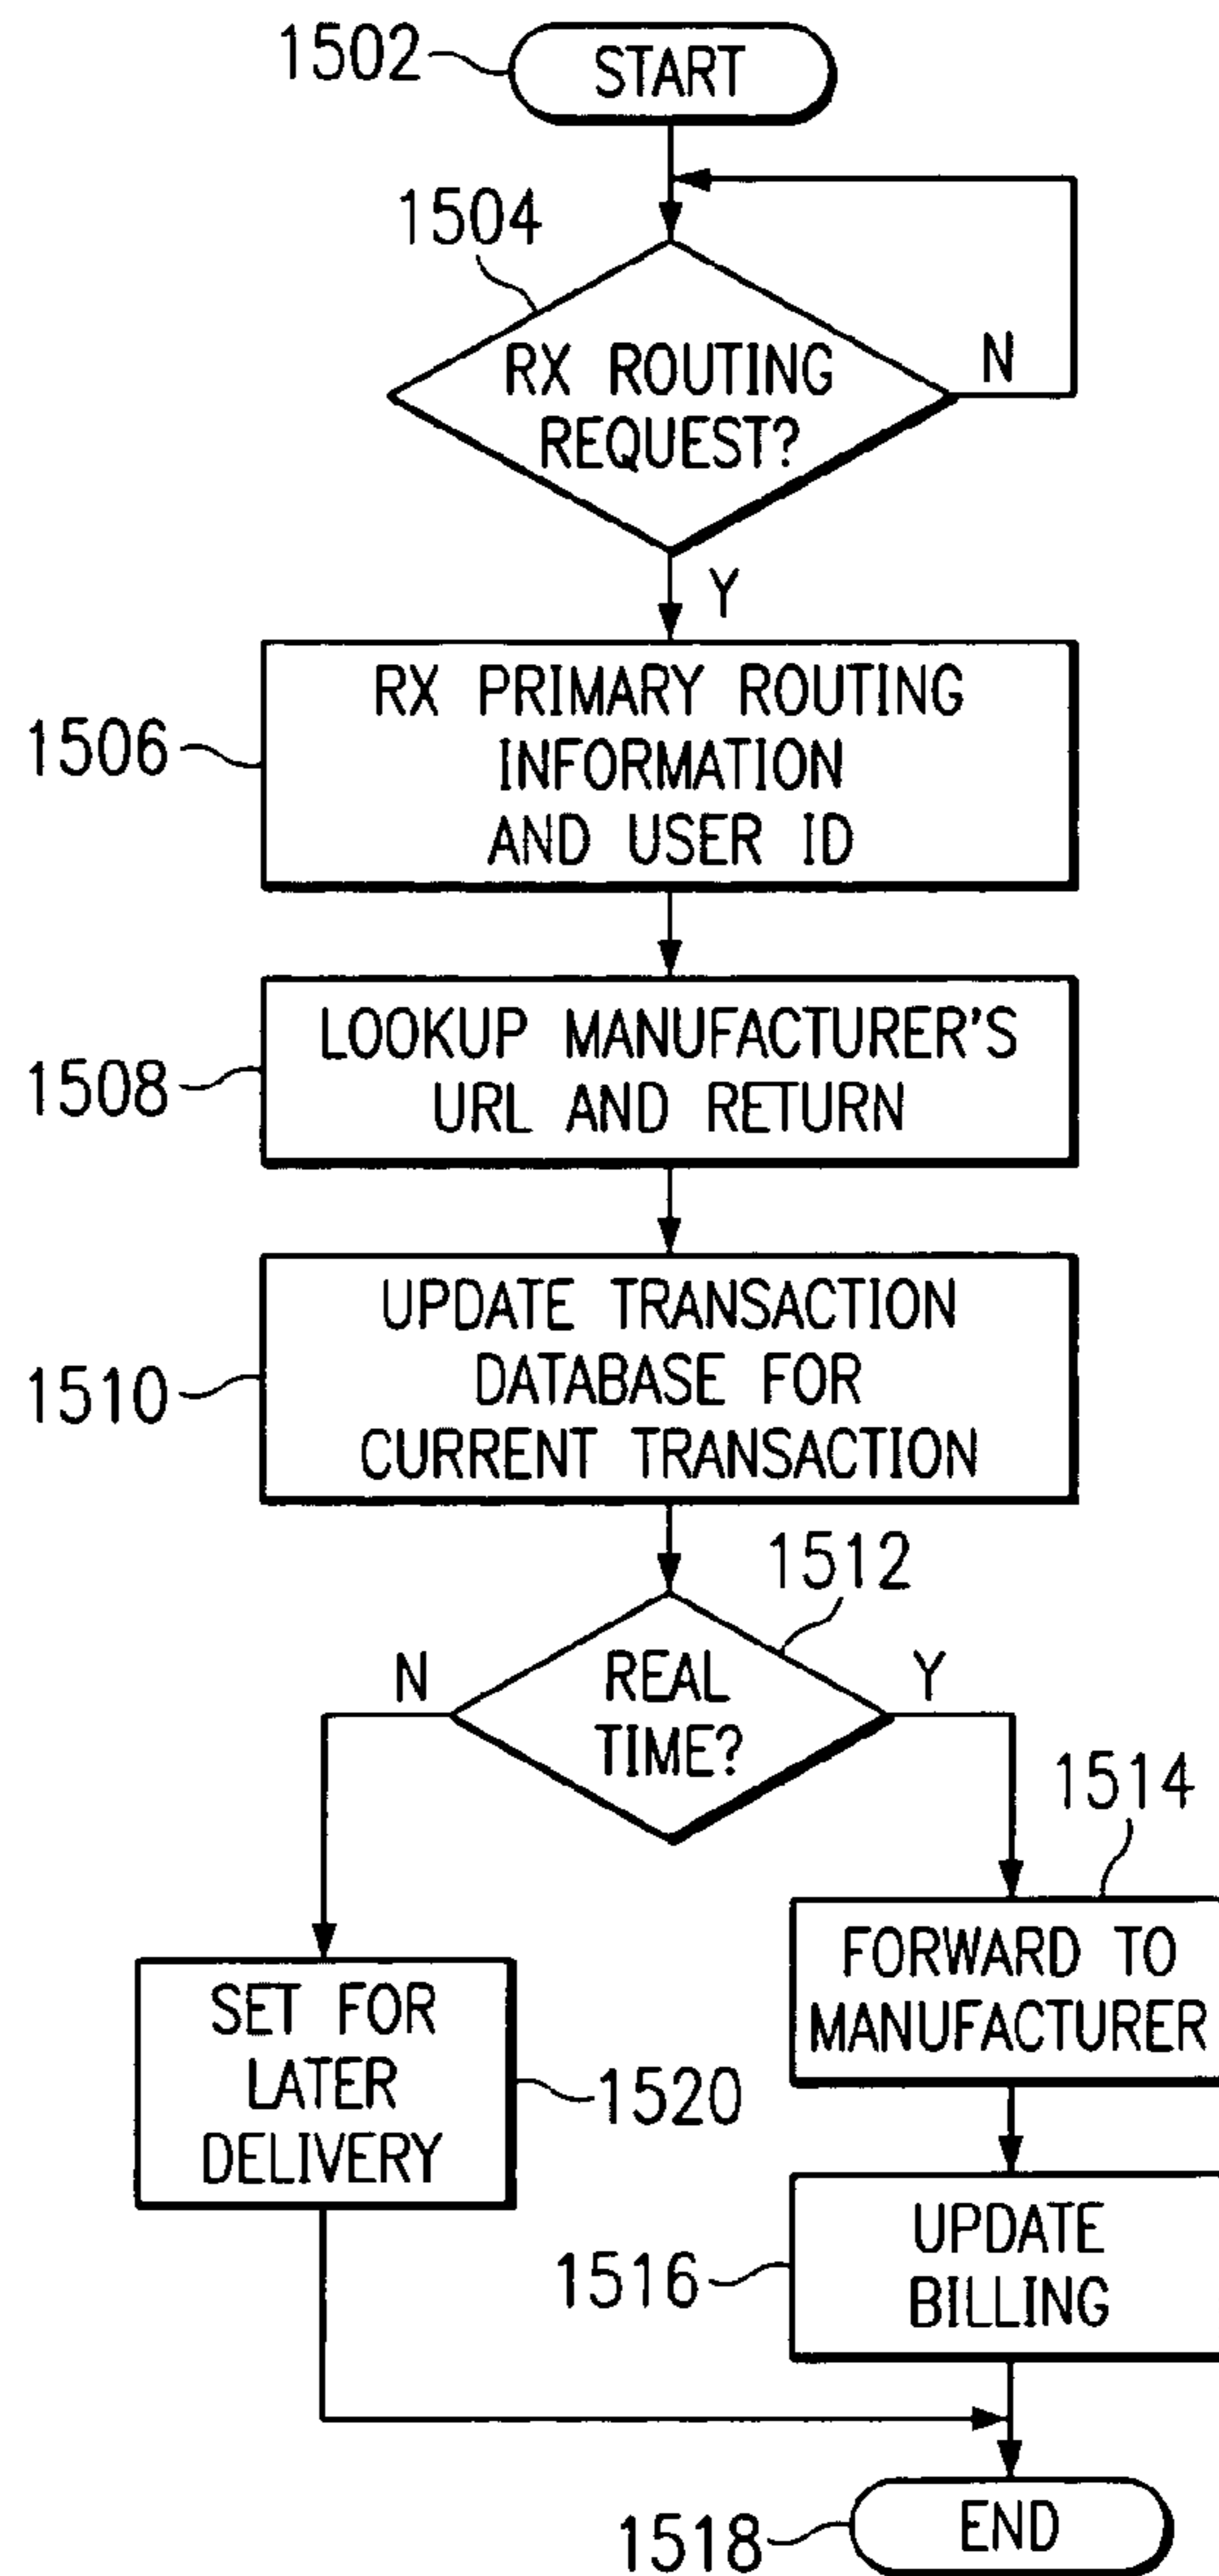 1502
START
1504
RX ROUTING
REQUEST?
N
Y
1506
RX PRIMARY ROUTING
INFORMATION
AND USER ID
1508
LOOKUP MANUFACTURER'S
URL AND RETURN
1510
UPDATE TRANSACTION
DATABASE FOR
CURRENT TRANSACTION
1512
N
REAL
TIME?
Y
1514
FORWARD TO
MANUFACTURER
SET FOR
LATER
DELIVERY
1520
1516
UPDATE
BILLING
1518
END